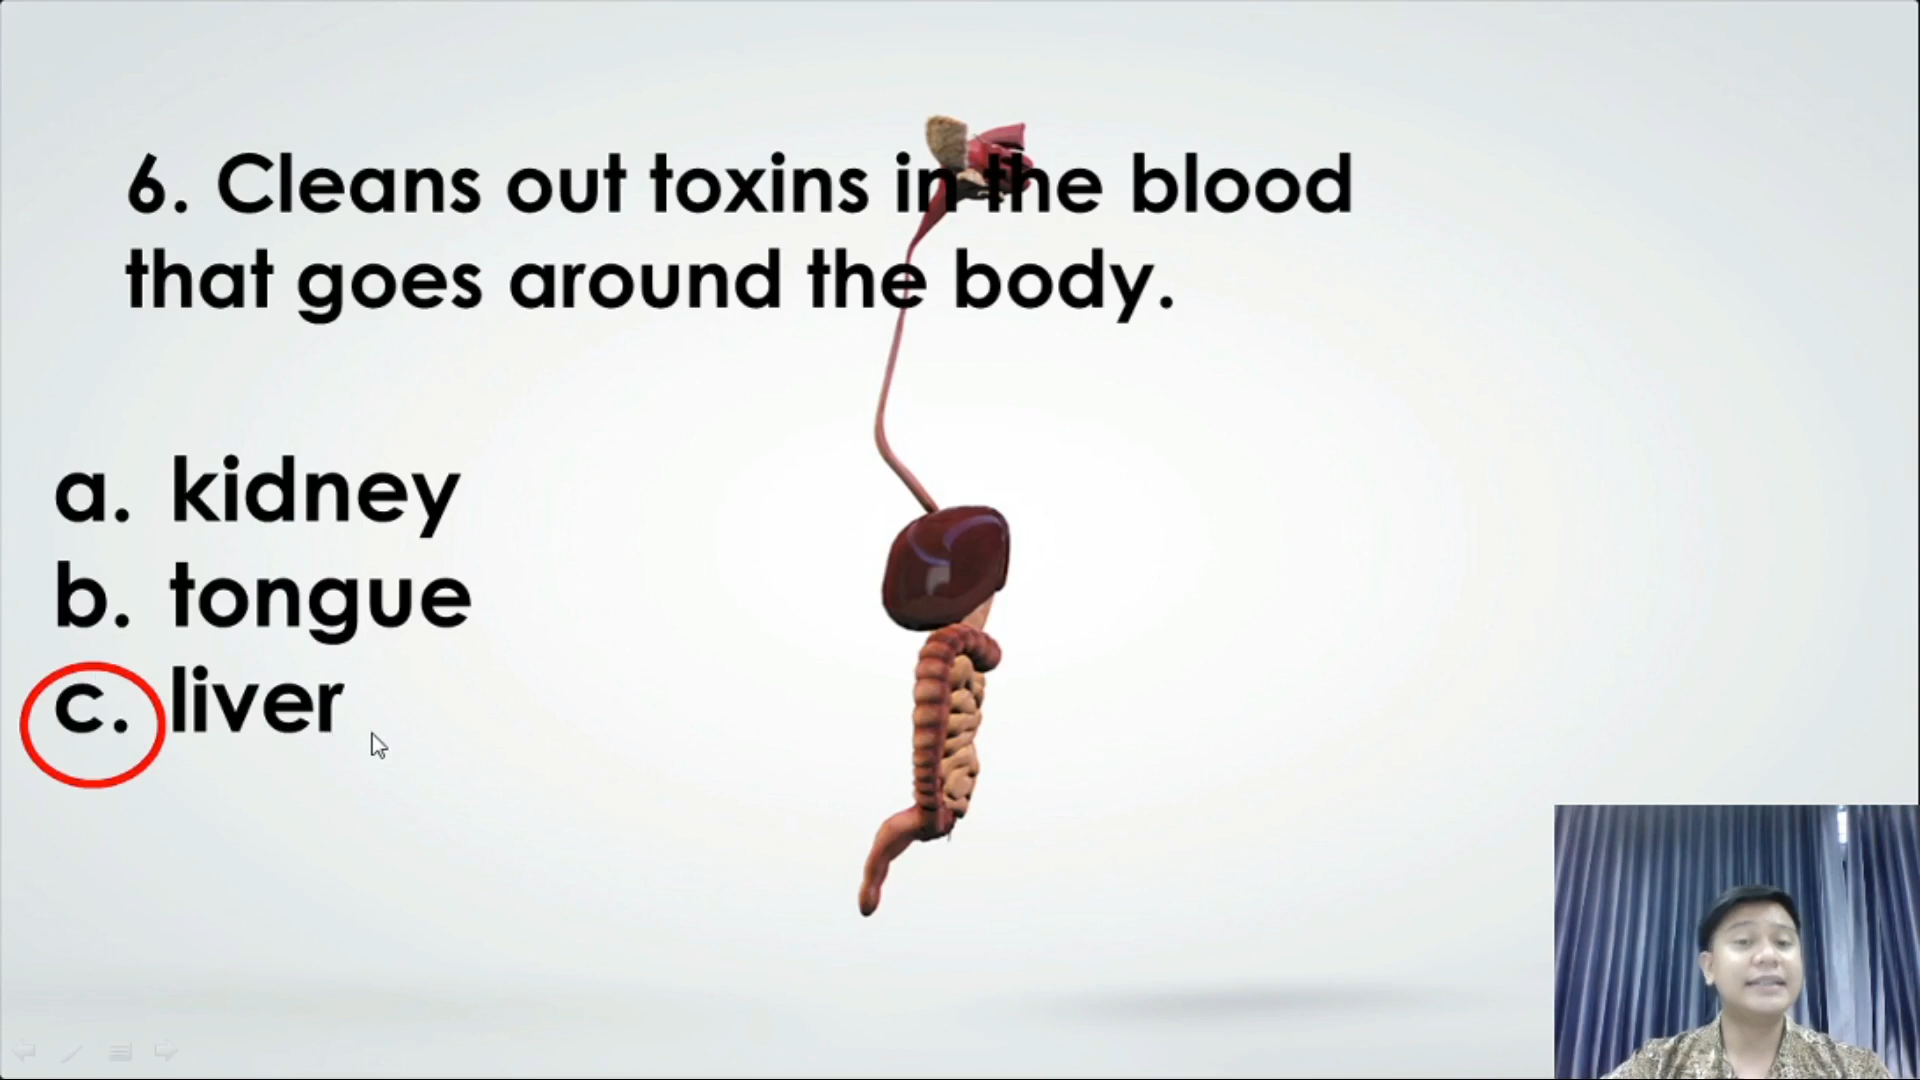 6. Cleans out toxins in the blood
that goes around the body.
a. kidney
b. tongue
c. liver